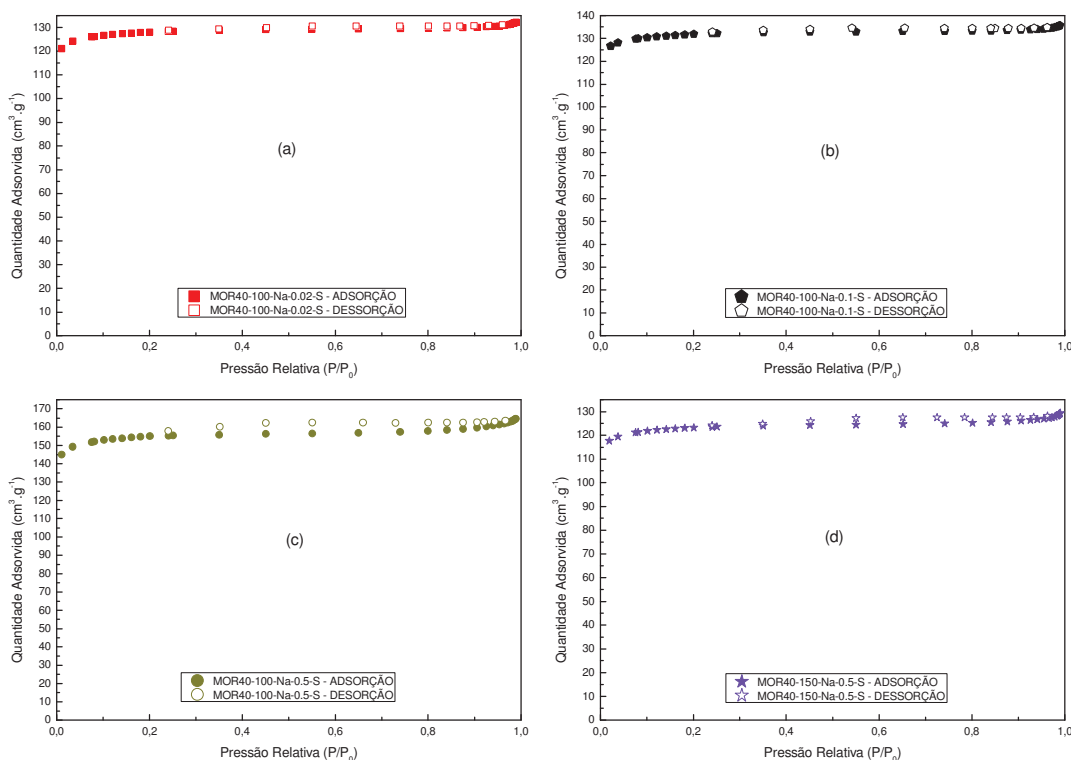 130
120
110
100
90
80
70
60
50
40
30
20
10
0
Quantidade Adsorvida (cm³.g⁻¹)
(a)
MOR40-100-Na-0.02-S - ADSORÇÃO
MOR40-100-Na-0.02-S - DESSORÇÃO
0,0 0,2 0,4 0,6 0,8 1,0
Pressão Relativa (P/P₀)
140
130
120
110
100
90
80
70
60
50
40
30
20
10
0
Quantidade Adsorvida (cm³.g⁻¹)
(b)
MOR40-100-Na-0.1-S - ADSORÇÃO
MOR40-100-Na-0.1-S - DESSORÇÃO
0,0 0,2 0,4 0,6 0,8 1,0
Pressão Relativa (P/P₀)
170
160
150
140
130
120
110
100
90
80
70
60
50
40
30
20
10
0
Quantidade Adsorvida (cm³.g⁻¹)
(c)
MOR40-100-Na-0.5-S - ADSORÇÃO
MOR40-100-Na-0.5-S - DESORÇÃO
0,0 0,2 0,4 0,6 0,8 1,0
Pressão Relativa (P/P₀)
130
120
110
100
90
80
70
60
50
40
30
20
10
0
Quantidade Adsorvida (cm³.g⁻¹)
(d)
MOR40-150-Na-0.5-S - ADSORÇÃO
MOR40-150-Na-0.5-S - DESSORÇÃO
0,0 0,2 0,4 0,6 0,8 1,0
Pressão Relativa (P/P₀)